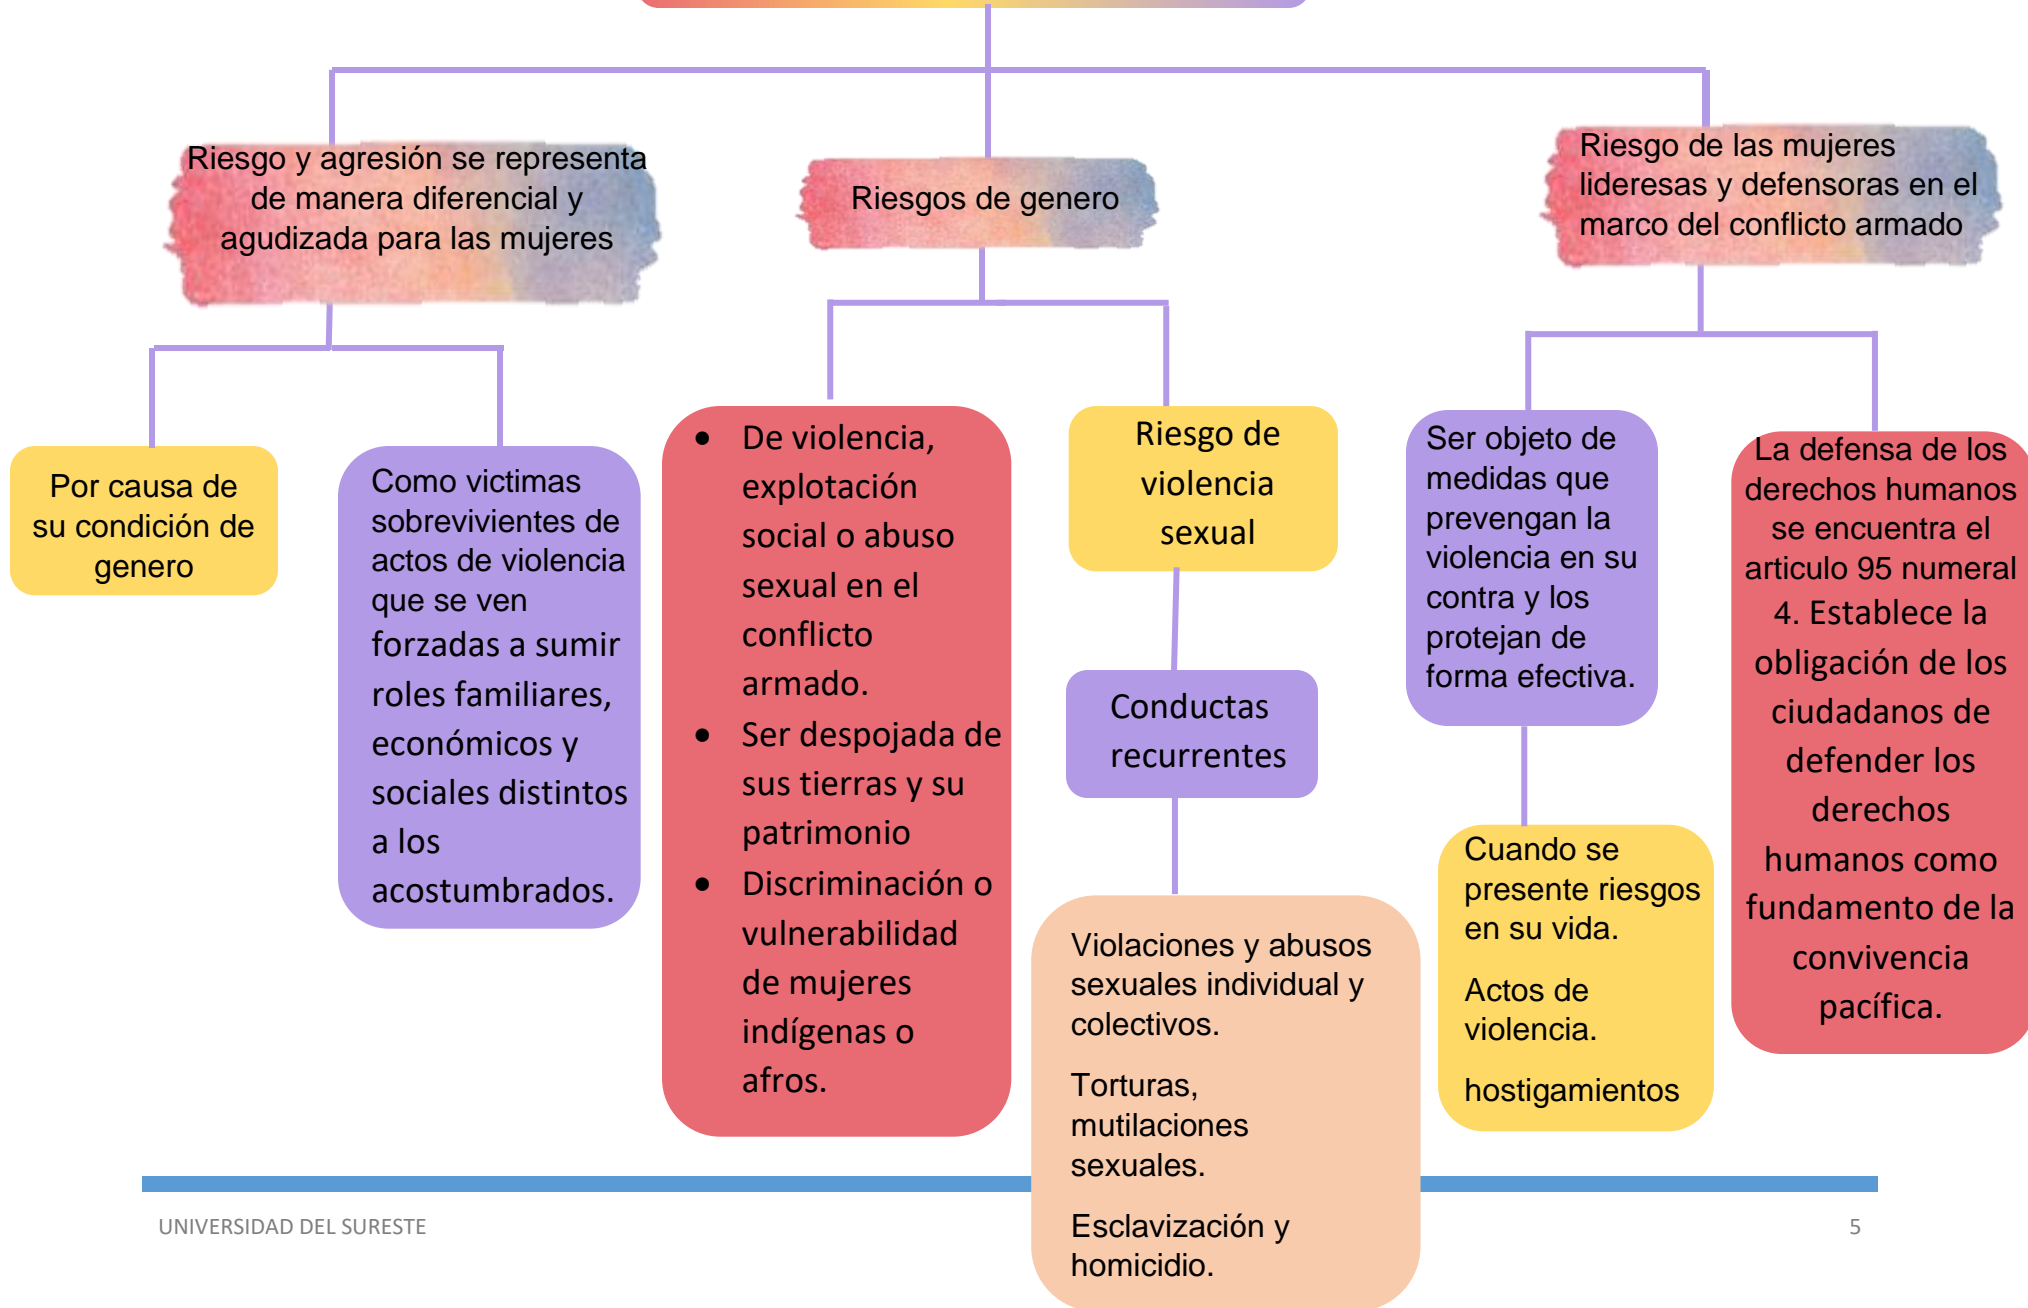 Riesgo y agresión se representa
de manera diferencial y
agudizada para las mujeres
Riesgos de genero
Riesgo de las mujeres
lideresas y defensoras en el
marco del conflicto armado
Por causa de
su condición de
genero
Como victimas
sobrevivientes de
actos de violencia
que se ven
forzadas a sumir
roles familiares,
económicos y
sociales distintos
a los
acostumbrados.
• De violencia,
explotación
social o abuso
sexual en el
conflicto
armado.
• Ser despojada de
sus tierras y su
patrimonio
• Discriminación o
vulnerabilidad
de mujeres
indígenas o
afros.
Riesgo de
violencia
sexual
Conductas
recurrentes
Violaciones y abusos
sexuales individual y
colectivos.
Torturas,
mutilaciones
sexuales.
Esclavización y
homicidio.
Ser objeto de
medidas que
prevengan la
violencia en su
contra y los
protejan de
forma efectiva.
Cuando se
presente riesgos
en su vida.
Actos de
violencia.
hostigamientos
La defensa de los
derechos humanos
se encuentra el
articulo 95 numeral
4. Establece la
obligación de los
ciudadanos de
defender los
derechos
humanos como
fundamento de la
convivencia
pacífica.
UNIVERSIDAD DEL SURESTE
5